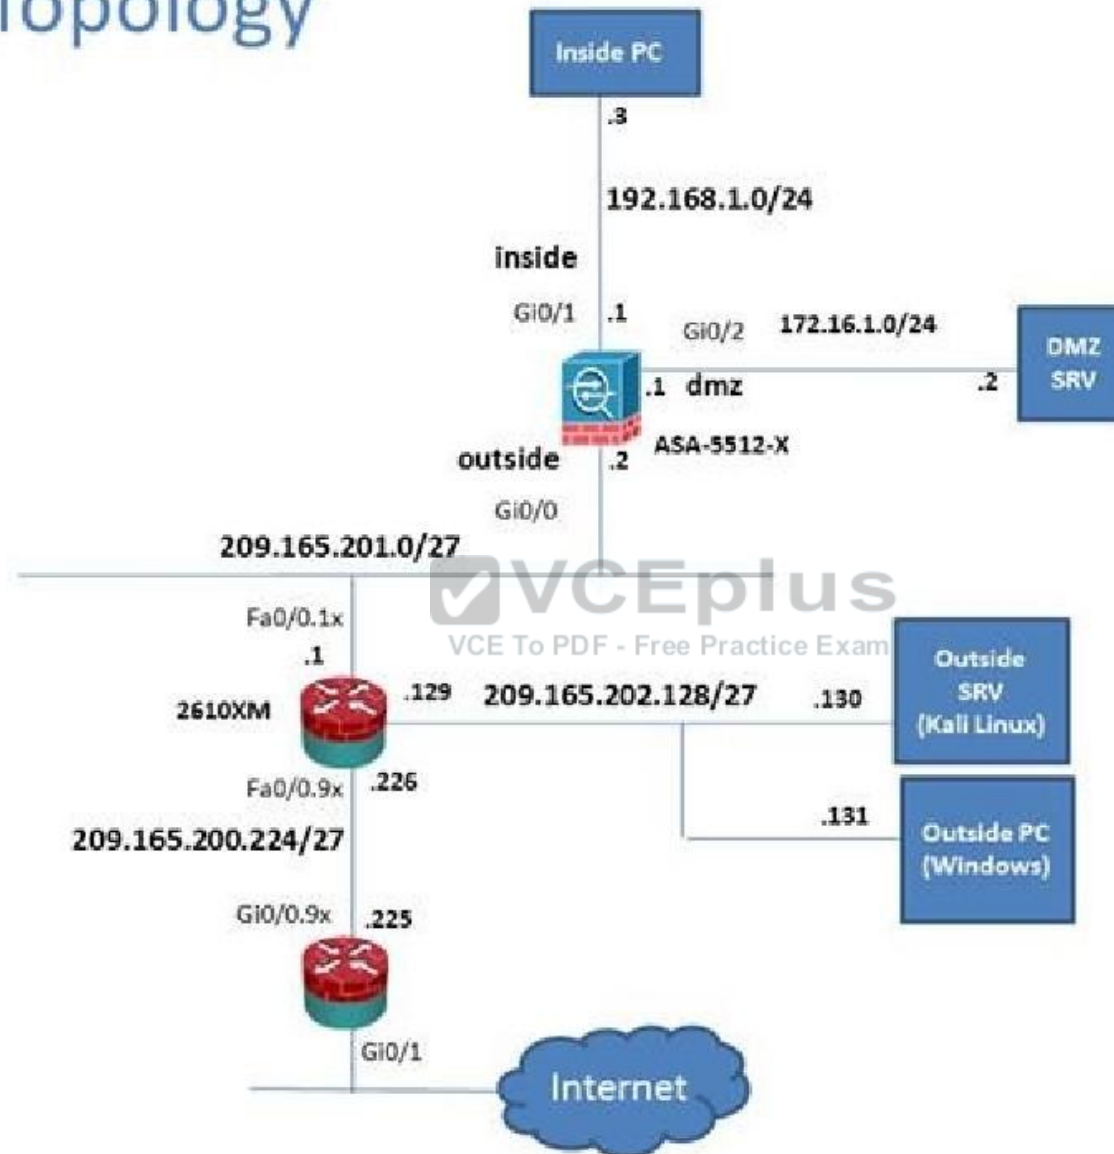 Topology
Inside PC
.3
192.168.1.0/24
inside
Gi0/1
.1
Gi0/2
172.16.1.0/24
DMZ
SRV
.1
dmz
.2
ASA-5512-X
outside
.2
Gi0/0
209.165.201.0/27
VCEplus
VCE To PDF - Free Practice Exam
Fa0/0.1x
.1
2610XM
.129
209.165.202.128/27
.130
Outside
SRV
(Kali Linux)
Fa0/0.9x
.226
209.165.200.224/27
.131
Outside PC
(Windows)
Gi0/0.9x
.225
Gi0/1
Internet